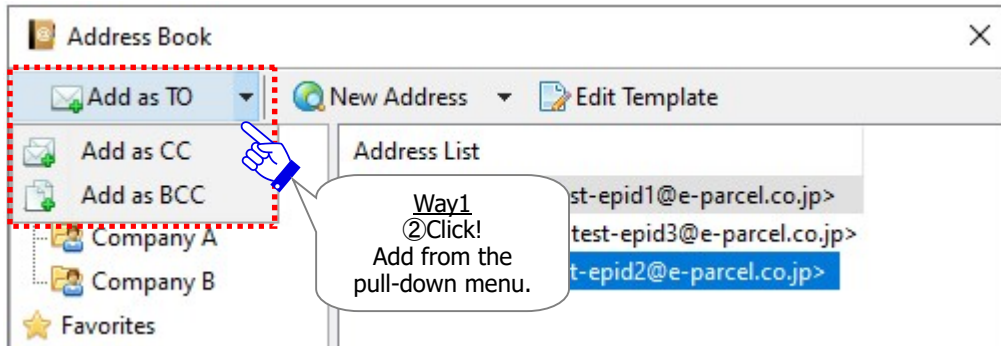 Address Book
Add as TO New Address Edit Template
Add as CC
Add as BCC
Address List
st-epid1@e-parcel.co.jp>
test-epid3@e-parcel.co.jp>
t-epid2@e-parcel.co.jp>
Company A
Company B
Favorites
Way1
②Click!
Add from the
pull-down menu.